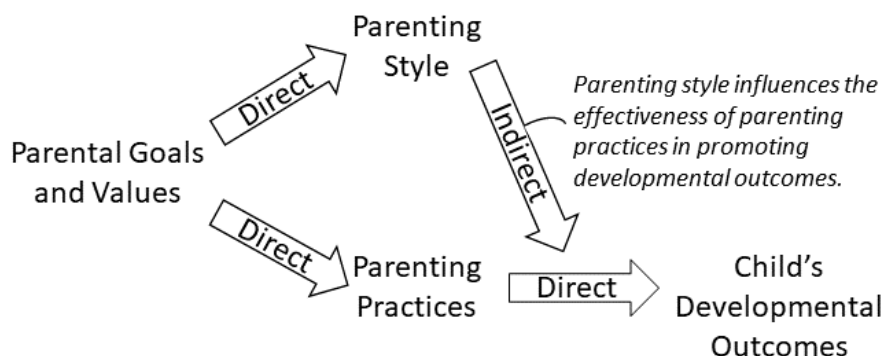 Parenting
Style
Direct
Indirect
Parenting style influences the
effectiveness of parenting
practices in promoting
developmental outcomes.
Parental Goals
and Values
Direct
Parenting
Practices
Direct
Child’s
Developmental
Outcomes